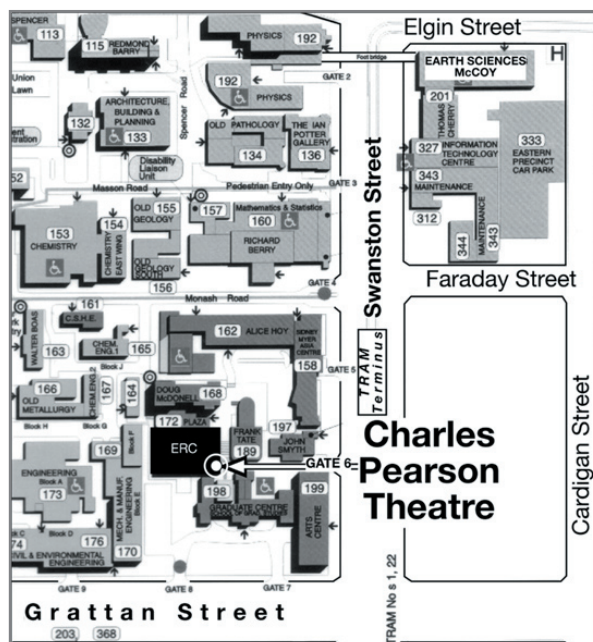 Elgin Street
SPENCER
113
115
REDMOND
BARRY
PHYSICS
192
Foot bridge
EARTH SCIENCES
McCOY
H
Union
Lawn
Spencer Road
192
PHYSICS
GATE 2
132
ARCHITECTURE,
BUILDING &
PLANNING
133
OLD PATHOLOGY
134
THE IAN
POTTER
GALLERY
136
201
THOMAS
CHERRY
327
INFORMATION
TECHNOLOGY
CENTRE
333
EASTERN
PRECINCT
CAR PARK
Disability
Liaison
Unit
52
Masson Road
Pedestrian Entry Only
GATE 3
343
MAINTENANCE
312
344
MAINTENANCE
343
Swanston Street
153
CHEMISTRY
154
CHEMISTRY
EAST WING
155
OLD
GEOLOGY
OLD
GEOLOGY
SOUTH
156
157
Mathematics & Statistics
160
RICHARD
BERRY
GATE 4
Faraday Street
Monash Road
161
C.S.H.E.
WALTER BOAS
163
CHEM.
ENG.1
165
Block J
162
ALICE HOY
SIDNEY
MYER
ASIA
CENTRE
158
GATE 5
TRAM
Terminus
166
OLD
METALLURGY
CHEM.ENG.2
167
164
DOUG
McDONELL
168
Block H
Block G
172
PLAZA
FRANK
TATE
189
197
JOHN
SMYTH
ERC
Charles
Pearson
Theatre
GATE 6
Cardigan Street
169
Block F
ENGINEERING
Block A
173
MECH. & MANUF.
ENGINEERING
Block E
170
198
GRADUATE CENTRE
199
ARTS
CENTRE
74
Block D
176
CIVIL & ENVIRONMENTAL
ENGINEERING
GATE 9
GATE 8
GATE 7
TRAM No s 1, 22
Grattan Street
203
368